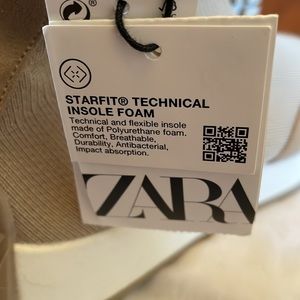 STARFIT® TECHNICAL
INSOLE FOAM
Technical and flexible insole
made of Polyurethane foam.
Comfort, Breathable,
Durability, Antibacterial,
Impact absorption.
ZARA